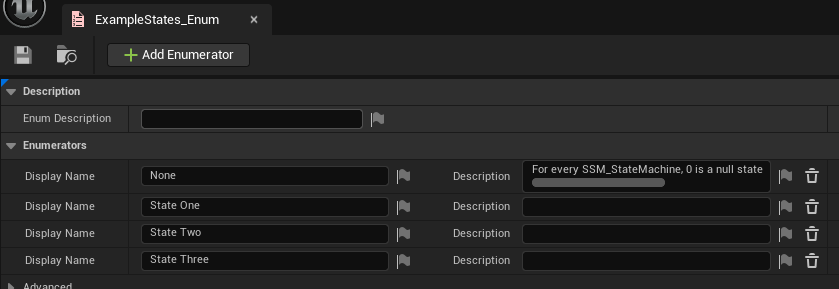 ExampleStates_Enum
Add Enumerator
Description
Enum Description
Enumerators
Display Name None Description For every SSM_StateMachine, 0 is a null state
Display Name State One Description
Display Name State Two Description
Display Name State Three Description
Advanced